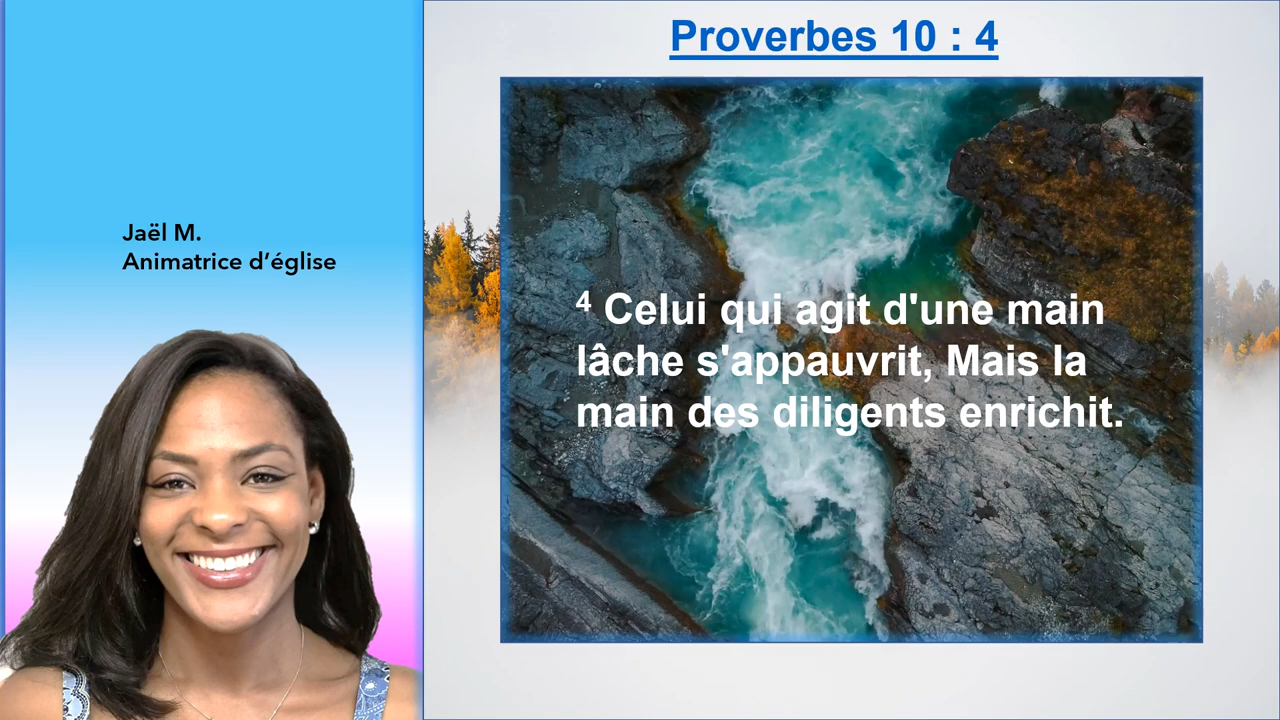 Proverbes 10 : 4
Jaël M.
Animatrice d’église
4 Celui qui agit d'une main
lâche s'appauvrit, Mais la
main des diligents enrichit.